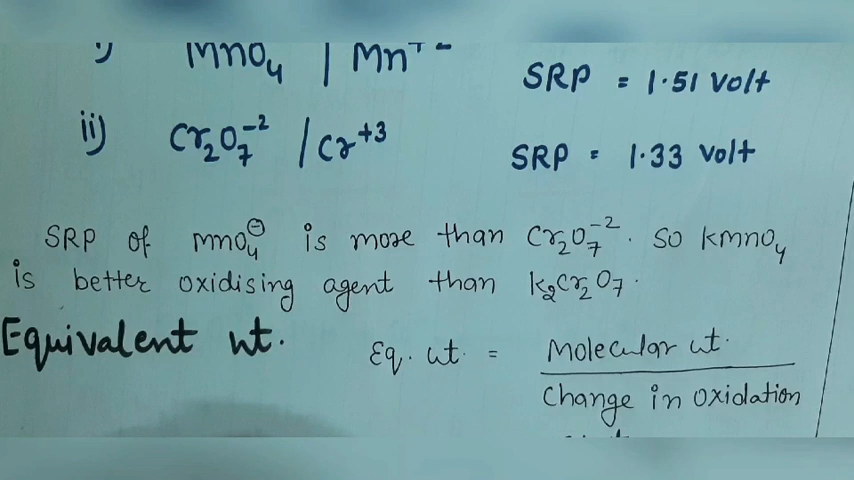 i) MnO₄ | Mn⁺² SRP = 1.51 Volt
ii) Cr₂O₇⁻² / Cr⁺³ SRP = 1.33 Volt
SRP of MnO₄⊖ is more than Cr₂O₇⁻². So KMnO₄
is better oxidising agent than K₂Cr₂O₇.
Equivalent wt.
Eq. wt. = Molecular wt.
Change in oxidation